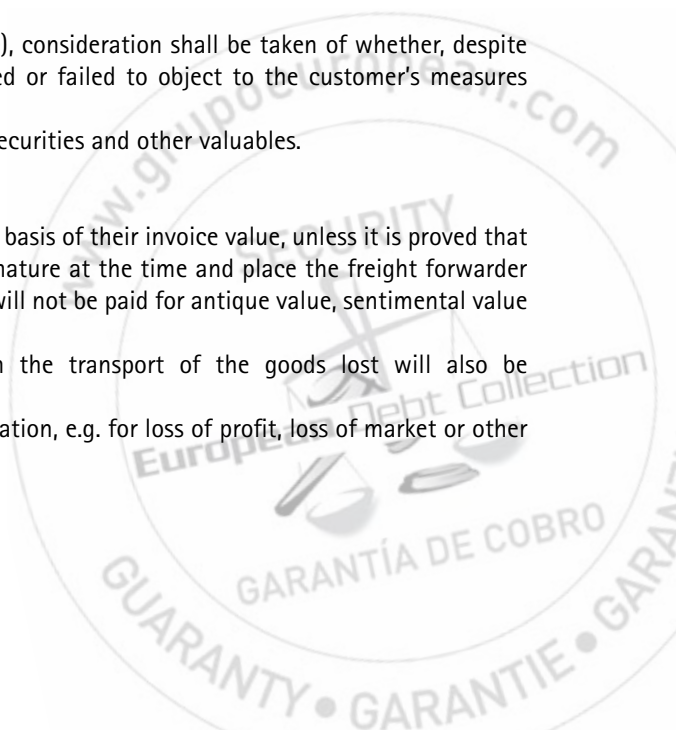 ), consideration shall be taken of whether, despite
ed or failed to object to the customer's measures
ecurities and other valuables.
basis of their invoice value, unless it is proved that
nature at the time and place the freight forwarder
will not be paid for antique value, sentimental value
n the transport of the goods lost will also be
ation, e.g. for loss of profit, loss of market or other
www.grupocuropean.com
SECURITY
European Debt Collection
GARANTÍA DE COBRO
GUARANTY • GARANTIE • GARANT